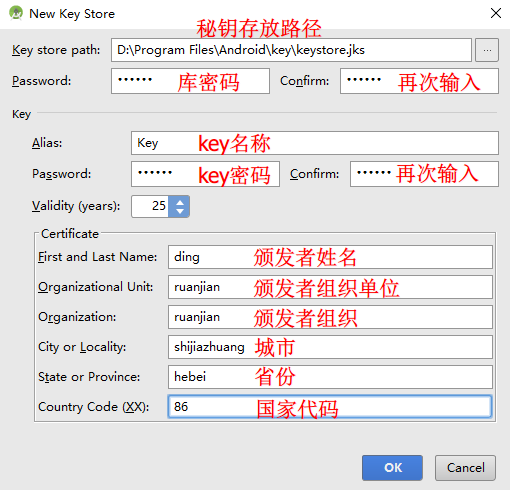 New Key Store
秘钥存放路径
Key store path: D:\Program Files\Android\key\keystore.jks ...
Password: •••••• 库密码 Confirm: •••••• 再次输入
Key
Alias: Key key名称
Password: •••••• key密码 Confirm: •••••• 再次输入
Validity (years): 25
Certificate
First and Last Name: ding 颁发者姓名
Organizational Unit: ruanjian 颁发者组织单位
Organization: ruanjian 颁发者组织
City or Locality: shijiazhuang 城市
State or Province: hebei 省份
Country Code (XX): 86 国家代码
OK Cancel